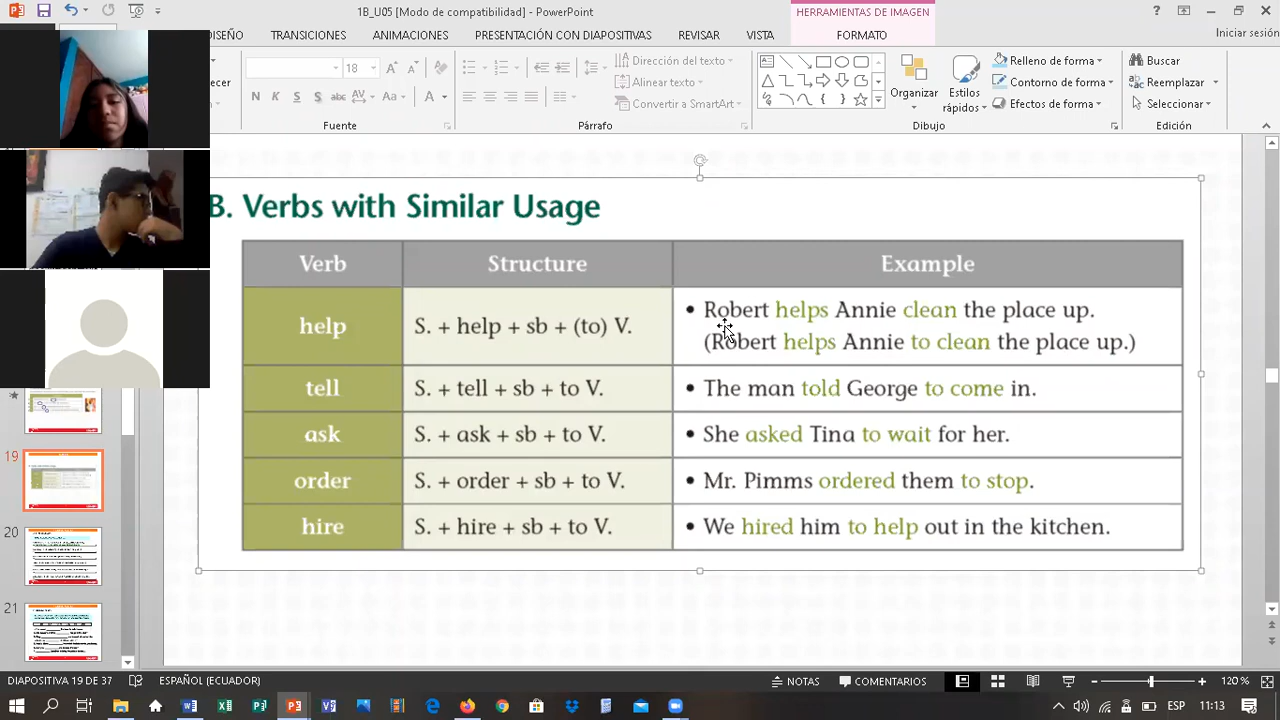 1B_U05 [Modo de compatibilidad] - PowerPoint
HERRAMIENTAS DE IMAGEN
DISEÑO TRANSICIONES ANIMACIONES PRESENTACIÓN CON DIAPOSITIVAS REVISAR VISTA FORMATO
Iniciar sesión
18
Dirección del texto
Alinear texto
Convertir a SmartArt
Organizar
Estilos rápidos
Relleno de forma
Contorno de forma
Efectos de forma
Buscar
Reemplazar
Seleccionar
Fuente
Párrafo
Dibujo
Edición
B. Verbs with Similar Usage
Verb Structure Example
help S. + help + sb + (to) V. • Robert helps Annie clean the place up.
(Robert helps Annie to clean the place up.)
tell S. + tell + sb + to V. • The man told George to come in.
ask S. + ask + sb + to V. • She asked Tina to wait for her.
order S. + order + sb + to V. • Mr. Pimms ordered them to stop.
hire S. + hire + sb + to V. • We hired him to help out in the kitchen.
19
20
21
DIAPOSITIVA 19 DE 37 ESPAÑOL (ECUADOR) NOTAS COMENTARIOS 120 %
ESP 11:13